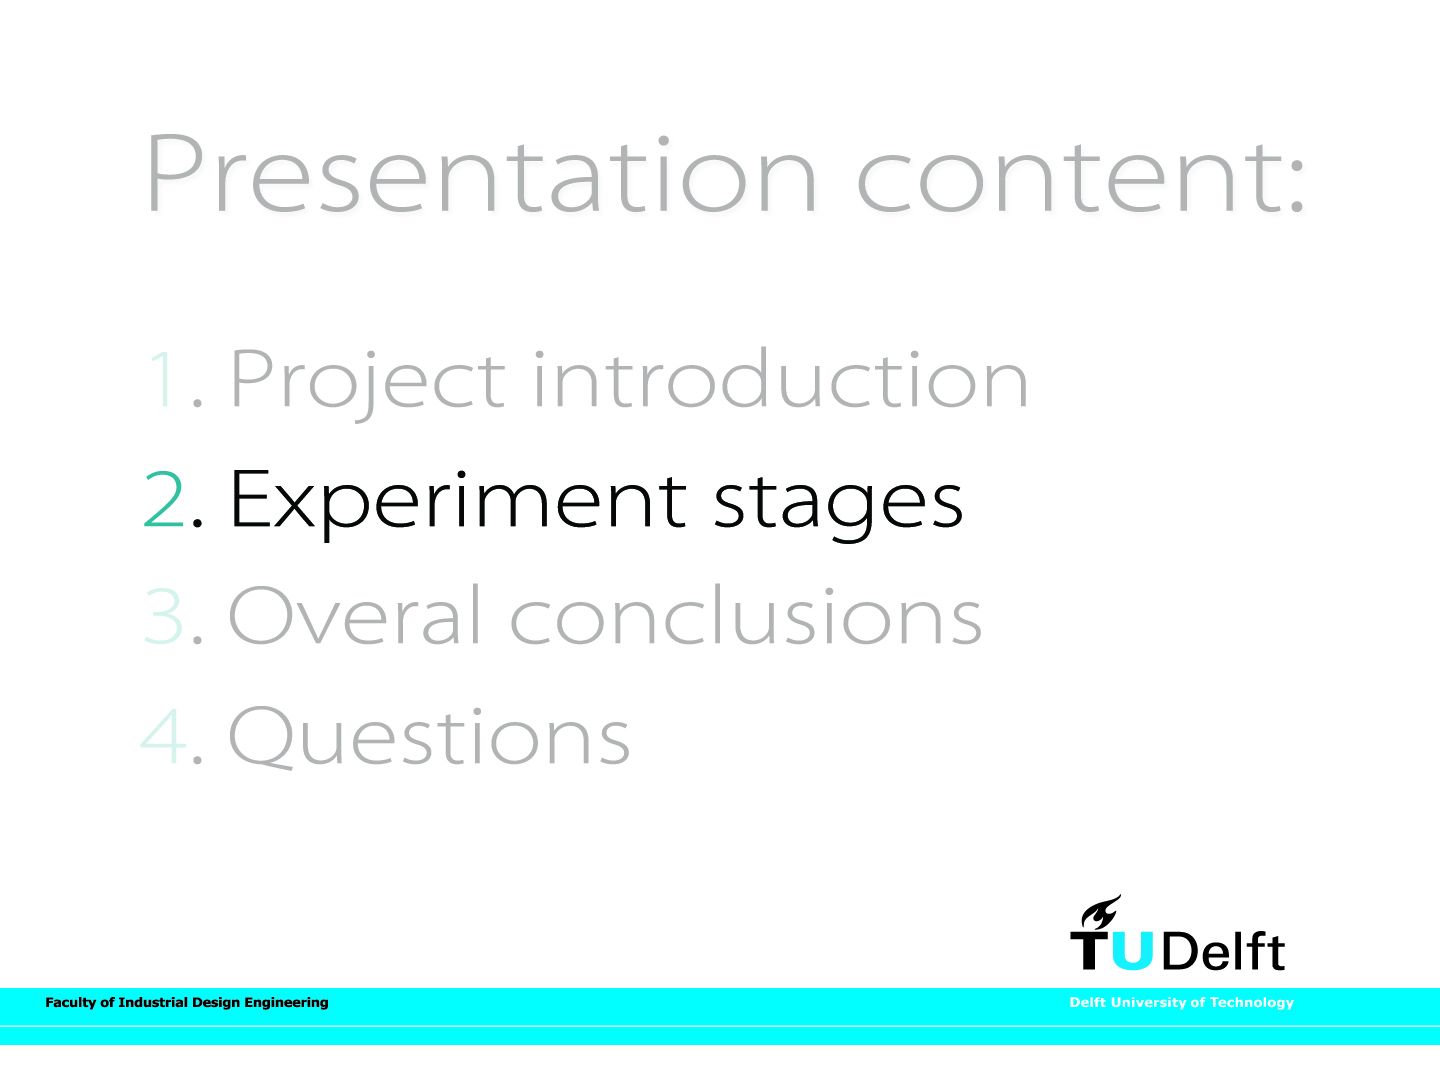 Presentation content:
1. Project introduction
2. Experiment stages
3. Overal conclusions
4. Questions
TUDelft
Faculty of Industrial Design Engineering
Delft University of Technology